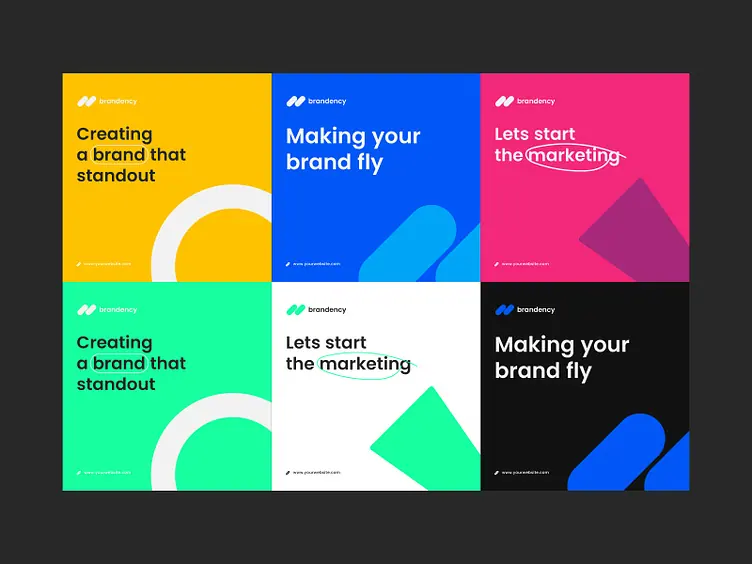 brandency
Creating
a brand that
standout
www.yourwebsite.com
brandency
Making your
brand fly
www.yourwebsite.com
brandency
Lets start
the marketing
www.yourwebsite.com
brandency
Creating
a brand that
standout
www.yourwebsite.com
brandency
Lets start
the marketing
www.yourwebsite.com
brandency
Making your
brand fly
www.yourwebsite.com